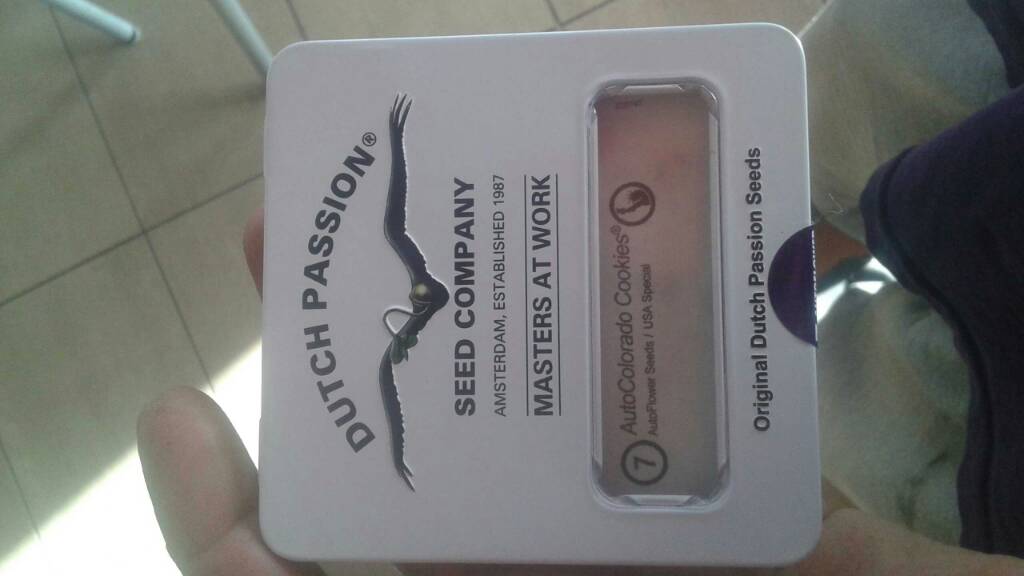 DUTCH PASSION®
SEED COMPANY
AMSTERDAM, ESTABLISHED 1987
MASTERS AT WORK
7 AutoColorado Cookies®
AutoFlower Seeds / USA Special
Original Dutch Passion Seeds